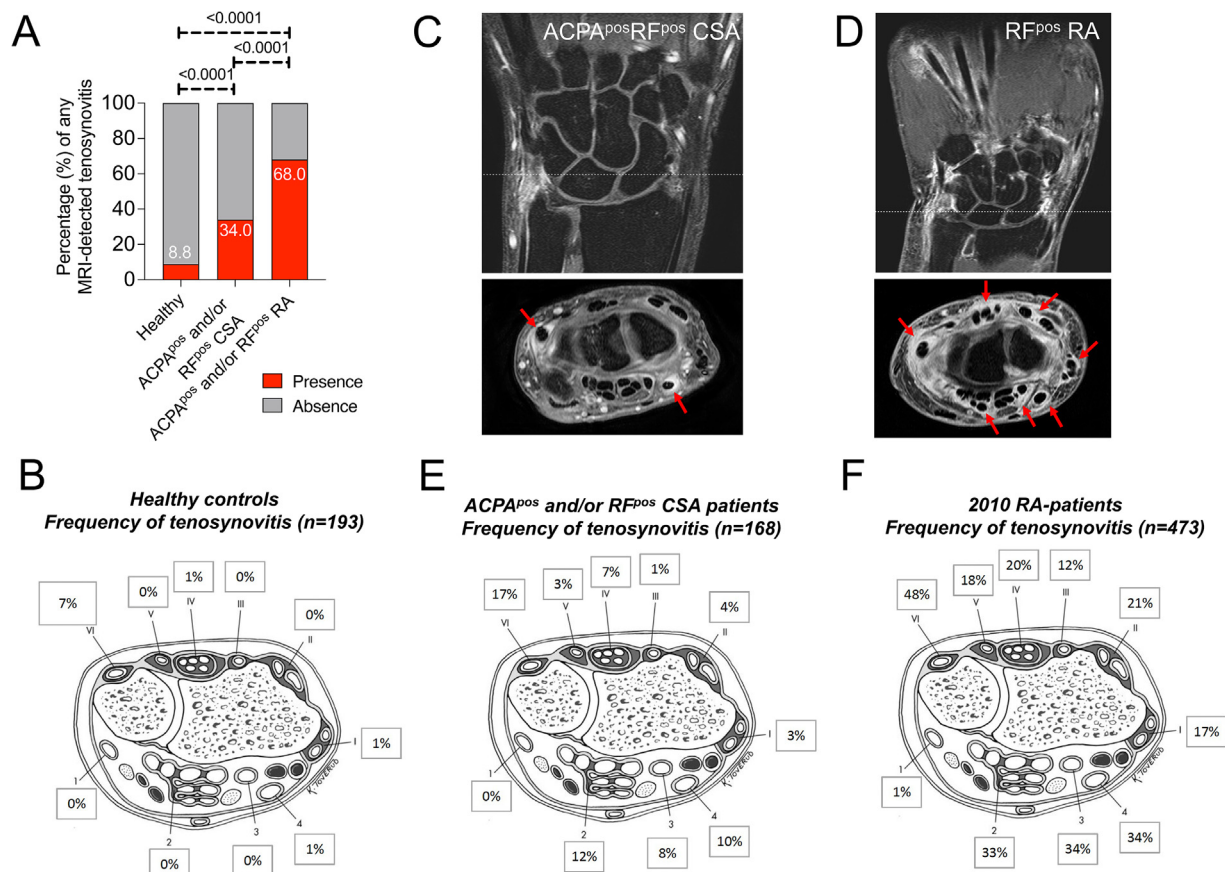 A
<0.0001
<0.0001
<0.0001
Percentage (%) of any
MRI-detected tenosynovitis
100
80
60
40
20
0
8.8
34.0
68.0
Healthy
ACPApos and/or
RFpos CSA
ACPApos and/or RFpos RA
Presence
Absence
C
ACPAposRFpos CSA
D
RFpos RA
B
Healthy controls
Frequency of tenosynovitis (n=193)
7%
0%
1%
0%
0%
VI
V
IV
III
II
I
1%
1
0%
2
0%
3
0%
4
1%
K.TOVERUD
E
ACPApos and/or RFpos CSA patients
Frequency of tenosynovitis (n=168)
17%
3%
7%
1%
4%
VI
V
IV
III
II
I
3%
1
0%
2
12%
3
8%
4
10%
K.TOVERUD
F
2010 RA-patients
Frequency of tenosynovitis (n=473)
48%
18%
20%
12%
21%
VI
V
IV
III
II
I
17%
1
1%
2
33%
3
34%
4
34%
K.TOVERUD